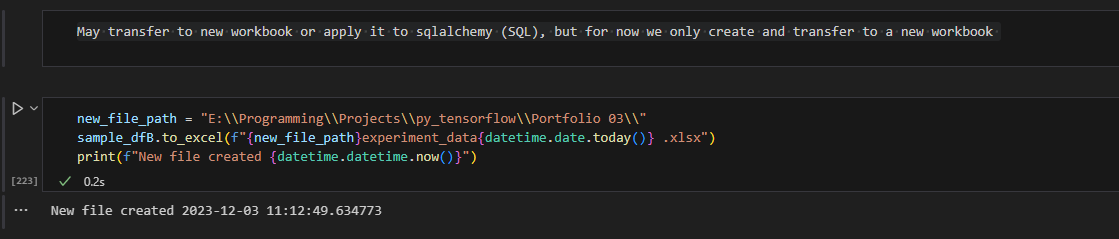 May transfer to new workbook or apply it to sqlalchemy (SQL), but for now we only create and transfer to a new workbook
new_file_path = "E:\\Programming\\Projects\\py_tensorflow\\Portfolio 03\\"
sample_dfB.to_excel(f"{new_file_path}experiment_data{datetime.date.today()} .xlsx")
print(f"New file created {datetime.datetime.now()}")
[223]
0.2s
New file created 2023-12-03 11:12:49.634773